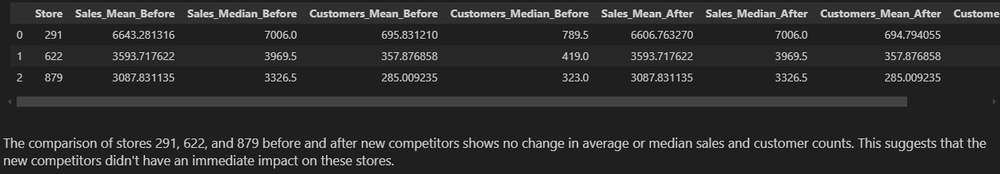 Store Sales_Mean_Before Sales_Median_Before Customers_Mean_Before Customers_Median_Before Sales_Mean_After Sales_Median_After Customers_Mean_After Custome
0 291 6643.281316 7006.0 695.831210 789.5 6606.763270 7006.0 694.794055
1 622 3593.717622 3969.5 357.876858 419.0 3593.717622 3969.5 357.876858
2 879 3087.831135 3326.5 285.009235 323.0 3087.831135 3326.5 285.009235
The comparison of stores 291, 622, and 879 before and after new competitors shows no change in average or median sales and customer counts. This suggests that the
new competitors didn't have an immediate impact on these stores.